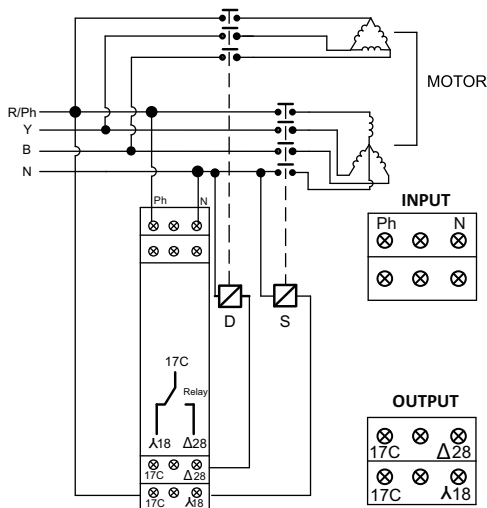 MOTOR
R/Ph
Y
B
N
Ph N
INPUT
Ph N
D S
17C
Relay
⅄18 Δ28
OUTPUT
17C Δ28
17C ⅄18
17C Δ28
17C ⅄18